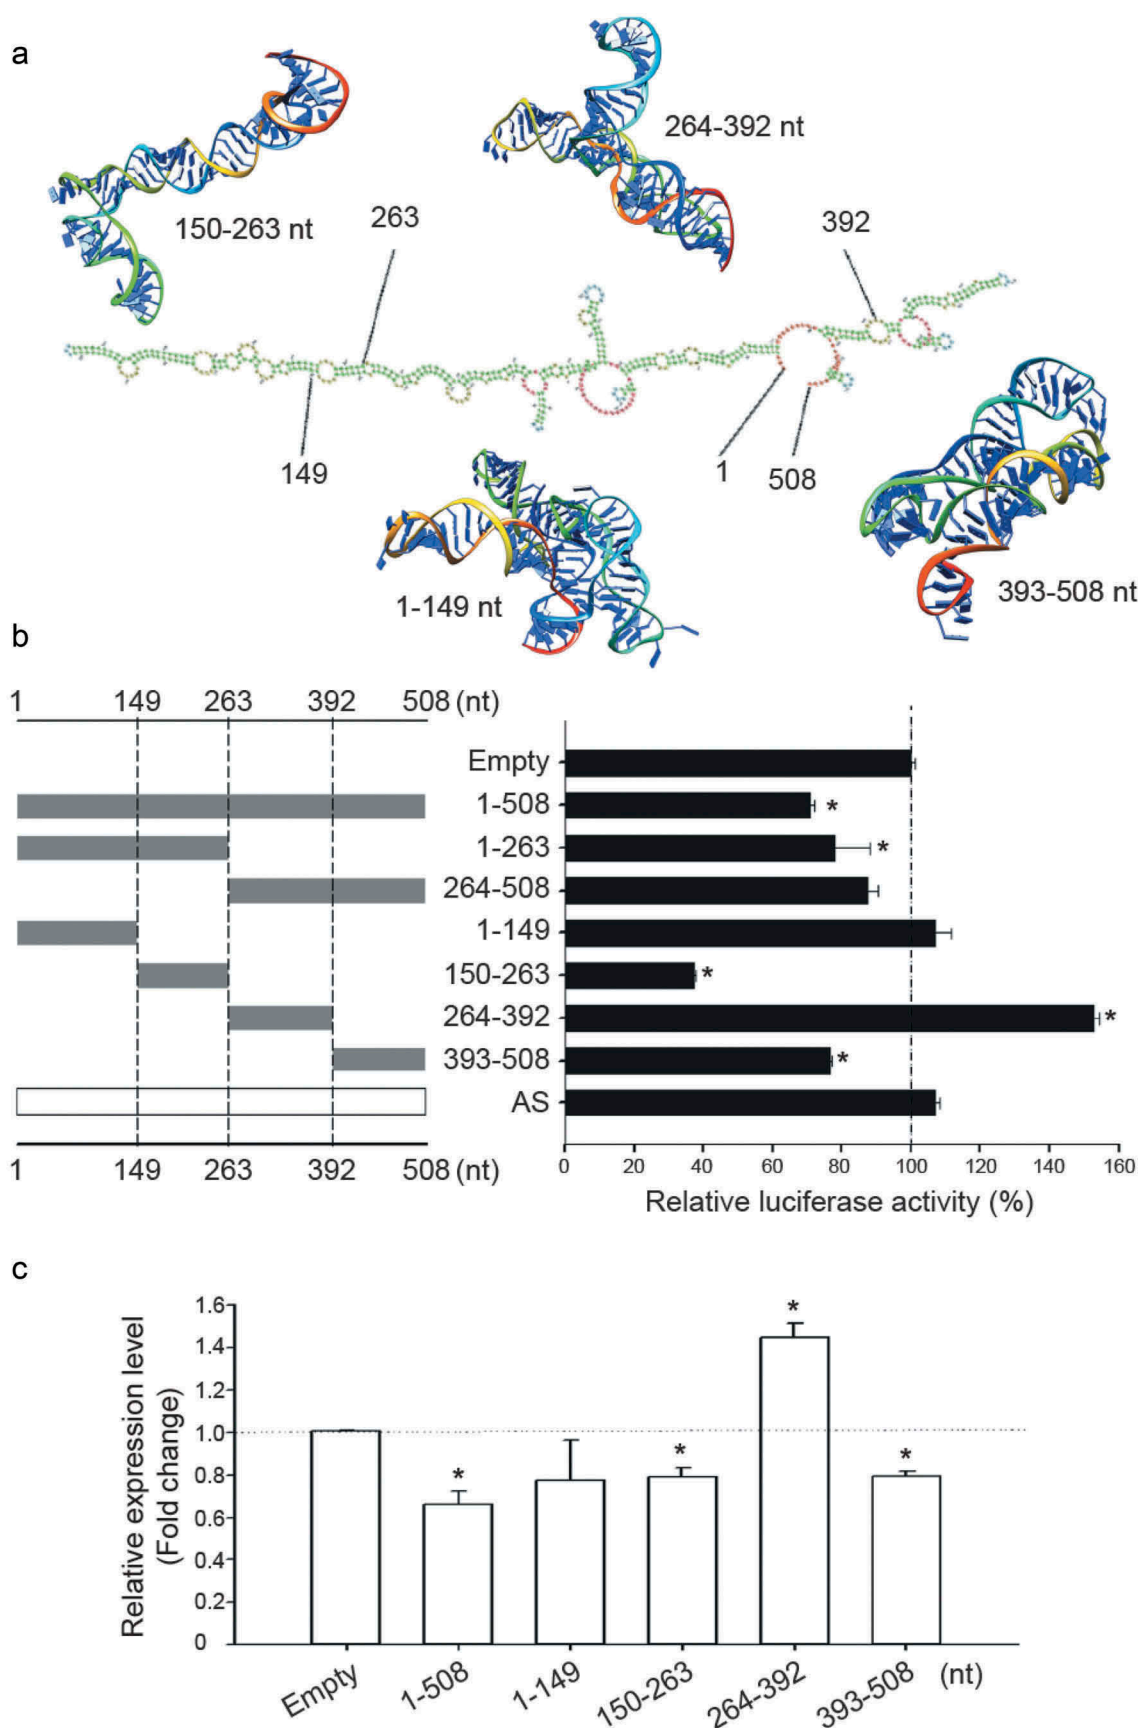 a
264-392 nt
150-263 nt
263
392
149
1
508
1-149 nt
393-508 nt
b
1 149 263 392 508 (nt)
Empty
1-508
*
1-263
*
264-508
1-149
150-263
*
264-392
*
393-508
*
AS
1 149 263 392 508 (nt)
0 20 40 60 80 100 120 140 160
Relative luciferase activity (%)
c
Relative expression level
(Fold change)
1.6
1.4
1.2
1.0
0.8
0.6
0.4
0.2
0
* * * *
Empty 1-508 1-149 150-263 264-392 393-508 (nt)